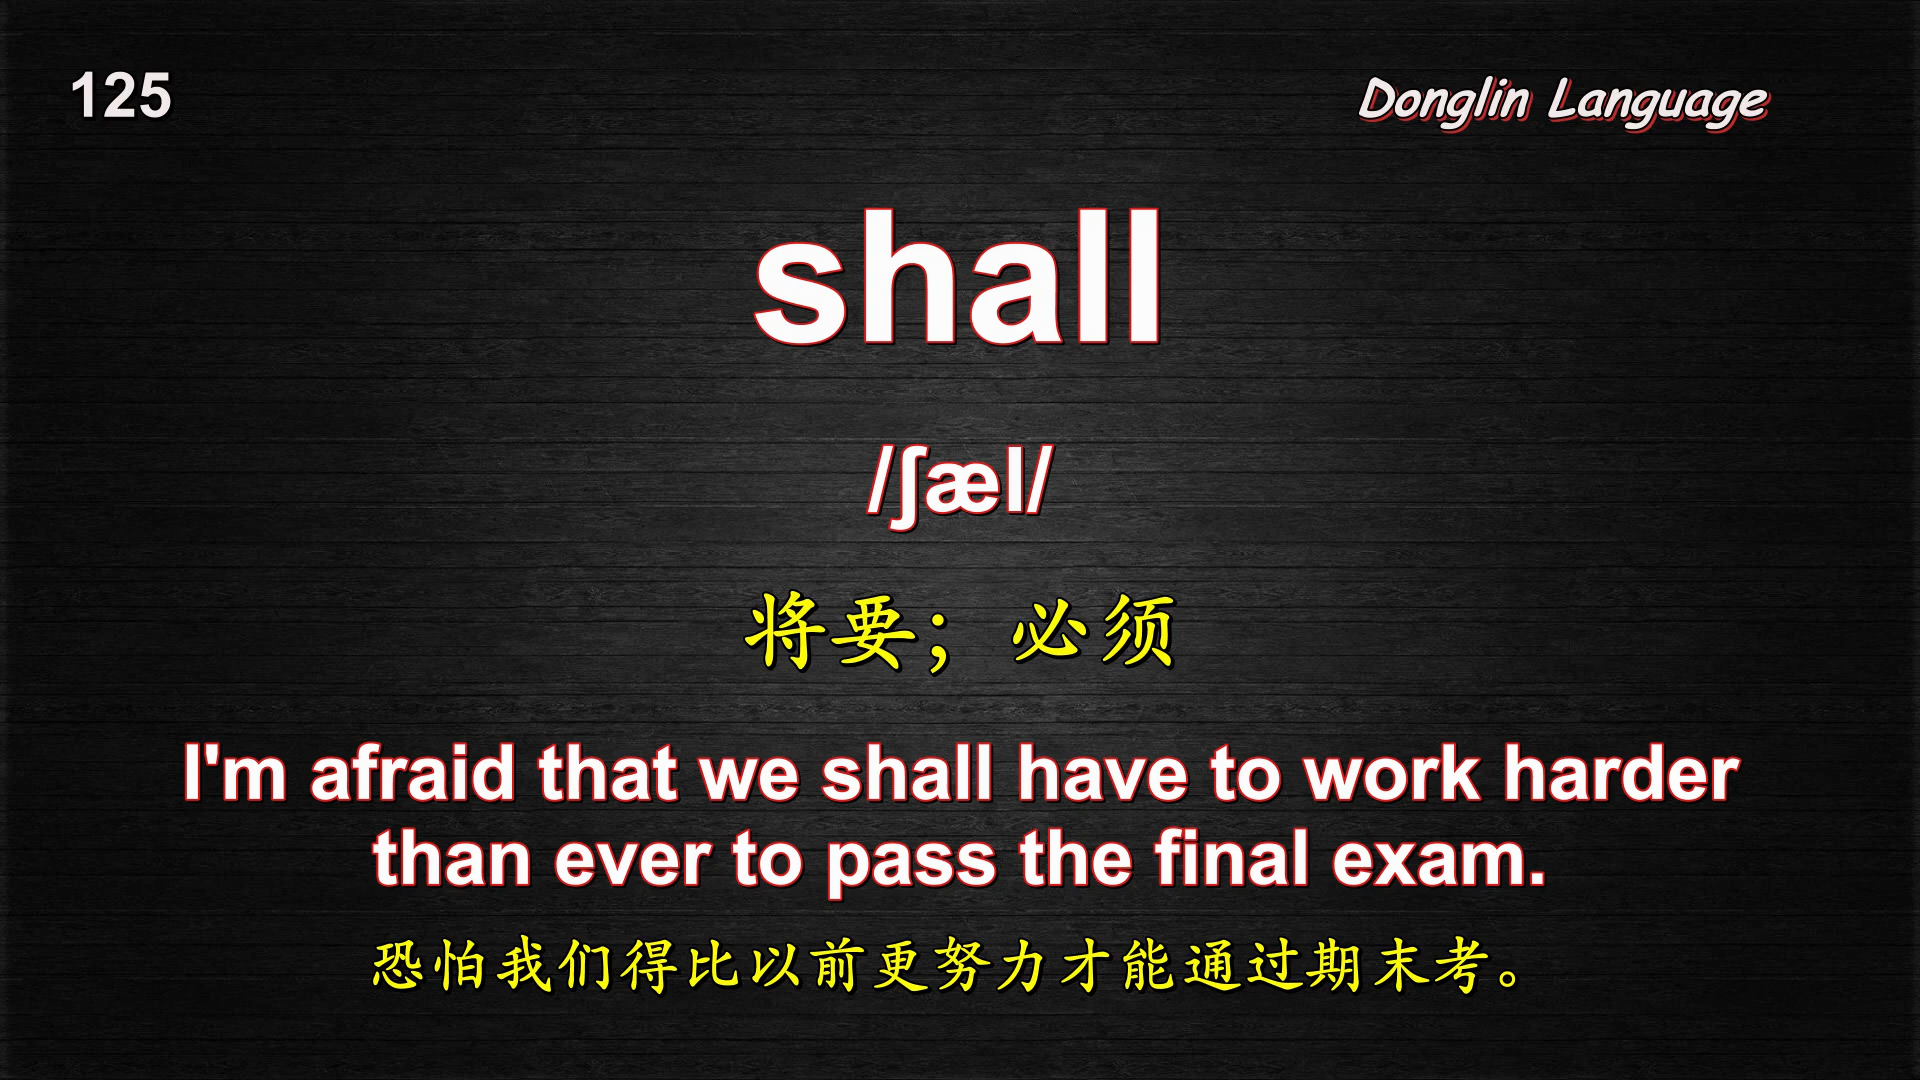 125
Donglin Language
shall
/ʃæl/
将要；必须
I'm afraid that we shall have to work harder
than ever to pass the final exam.
恐怕我们得比以前更努力才能通过期末考。